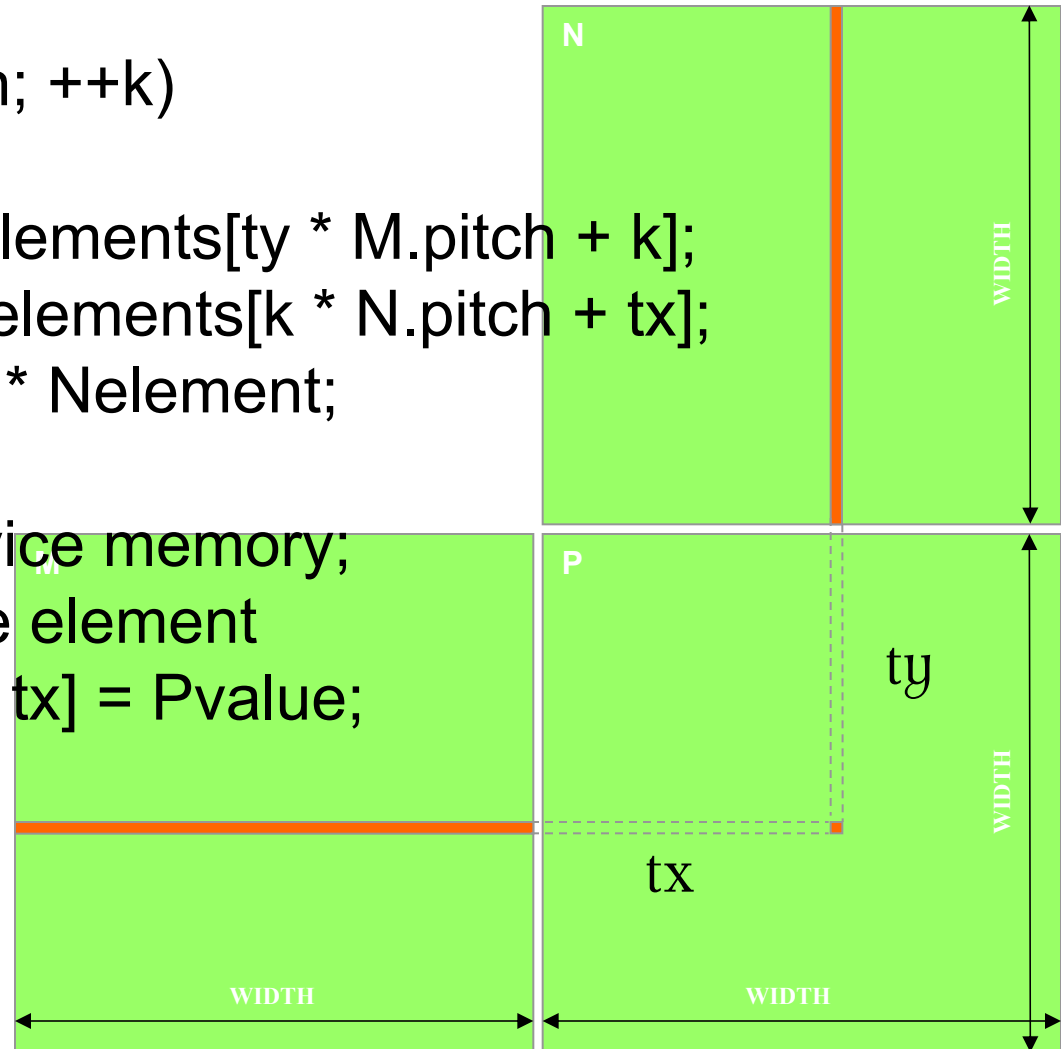 N
; ++k)
lements[ty * M.pitch + k];
elements[k * N.pitch + tx];
* Nelement;
WIDTH
vice memory;
M
P
e element
tx] = Pvalue;
ty
WIDTH
tx
WIDTH
WIDTH